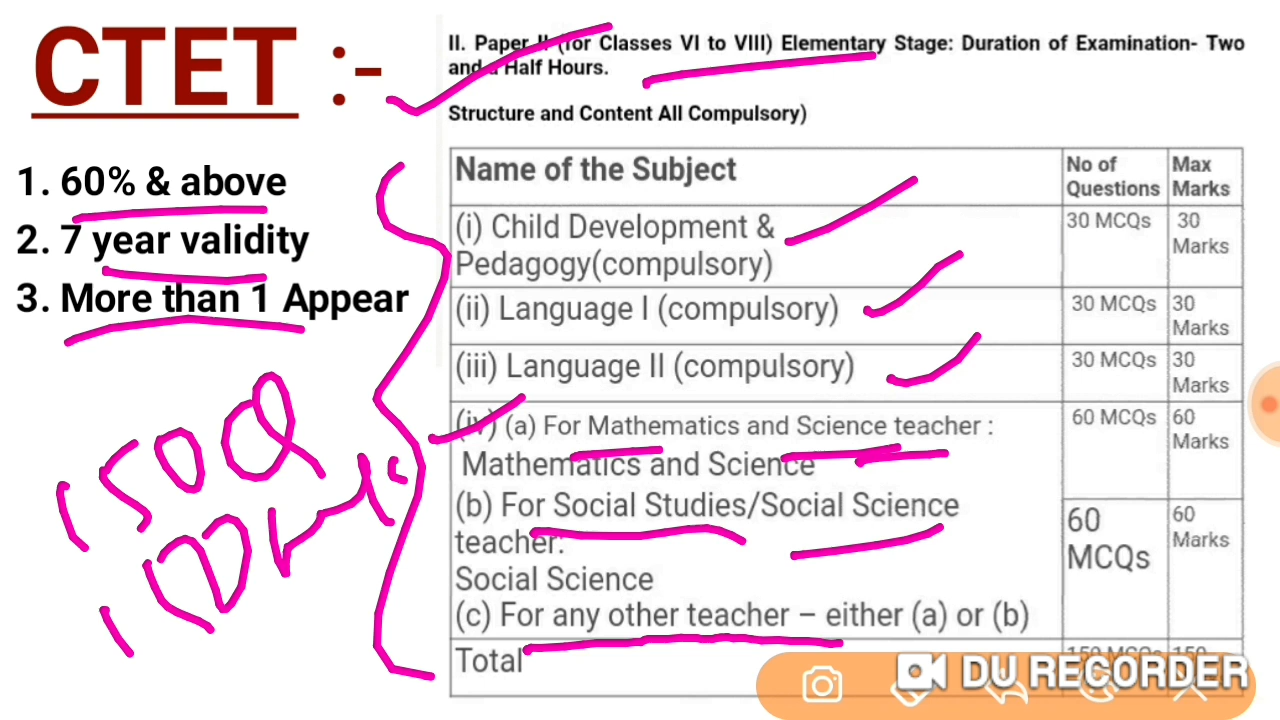 CTET :-
1. 60% & above
2. 7 year validity
3. More than 1 Appear
150Q
II. Paper II (for Classes VI to VIII) Elementary Stage: Duration of Examination- Two
and a Half Hours.
Structure and Content All Compulsory)
Name of the Subject
No of
Questions
Max
Marks
(i) Child Development &
Pedagogy(compulsory)
30 MCQs
30
Marks
(ii) Language I (compulsory)
30 MCQs
30
Marks
(iii) Language II (compulsory)
30 MCQs
30
Marks
(iv) (a) For Mathematics and Science teacher :
Mathematics and Science
60 MCQs
60
Marks
(b) For Social Studies/Social Science
teacher:
Social Science
(c) For any other teacher – either (a) or (b)
60
MCQs
60
Marks
Total
150 MCQs
150
DU RECORDER